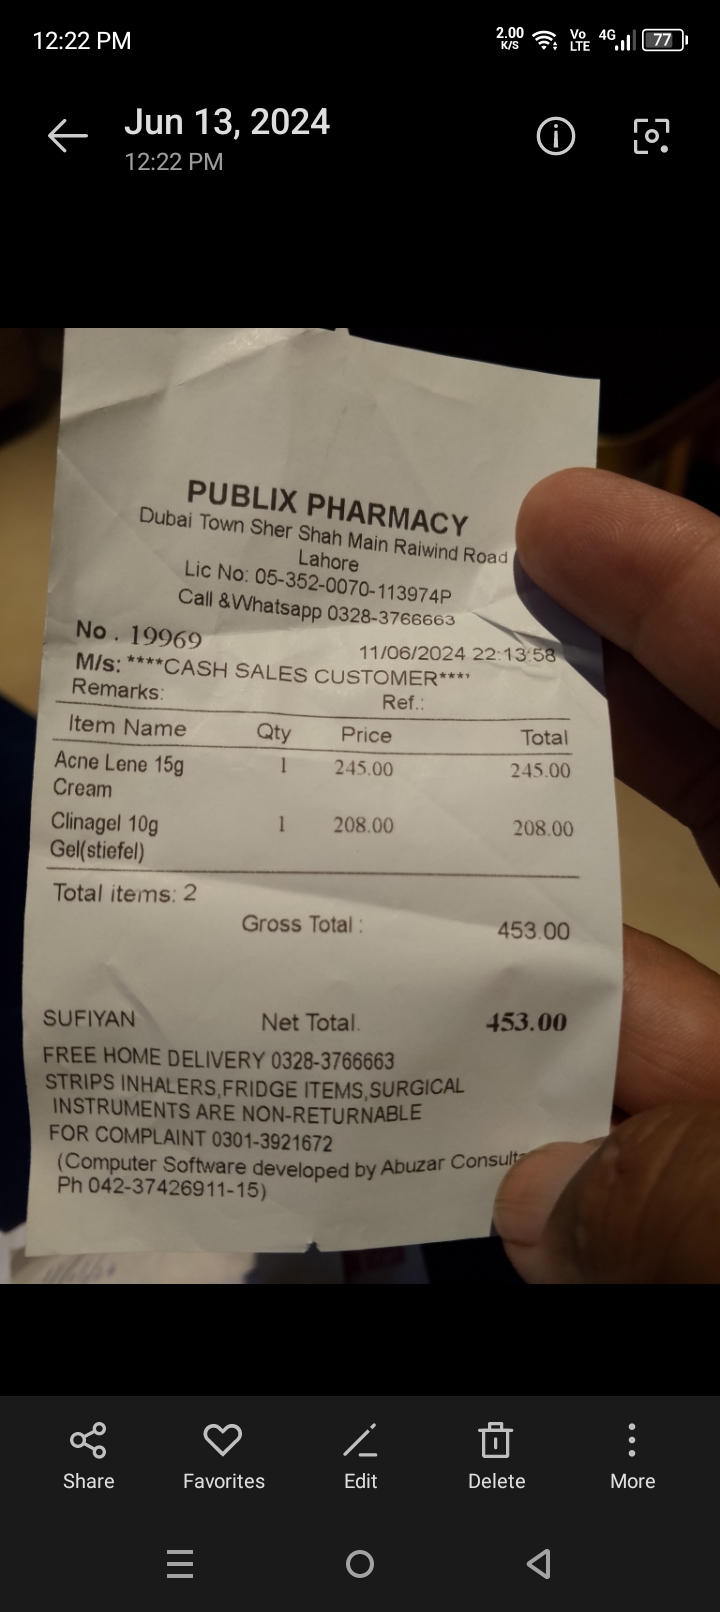 12:22 PM
2.00 K/S Vo LTE 4G 77
Jun 13, 2024
12:22 PM
PUBLIX PHARMACY
Dubai Town Sher Shah Main Raiwind Road
Lahore
Lic No: 05-352-0070-113974P
Call &Whatsapp 0328-3766663
No . 19969
11/06/2024 22:13:58
M/s: ****CASH SALES CUSTOMER****
Remarks:
Ref.:
Item Name Qty Price Total
Acne Lene 15g 1 245.00 245.00
Cream
Clinagel 10g 1 208.00 208.00
Gel(stiefel)
Total items: 2
Gross Total : 453.00
SUFIYAN Net Total. 453.00
FREE HOME DELIVERY 0328-3766663
STRIPS INHALERS,FRIDGE ITEMS,SURGICAL
INSTRUMENTS ARE NON-RETURNABLE
FOR COMPLAINT 0301-3921672
(Computer Software developed by Abuzar
Ph 042-37426911-15)
Share Favorites Edit Delete More